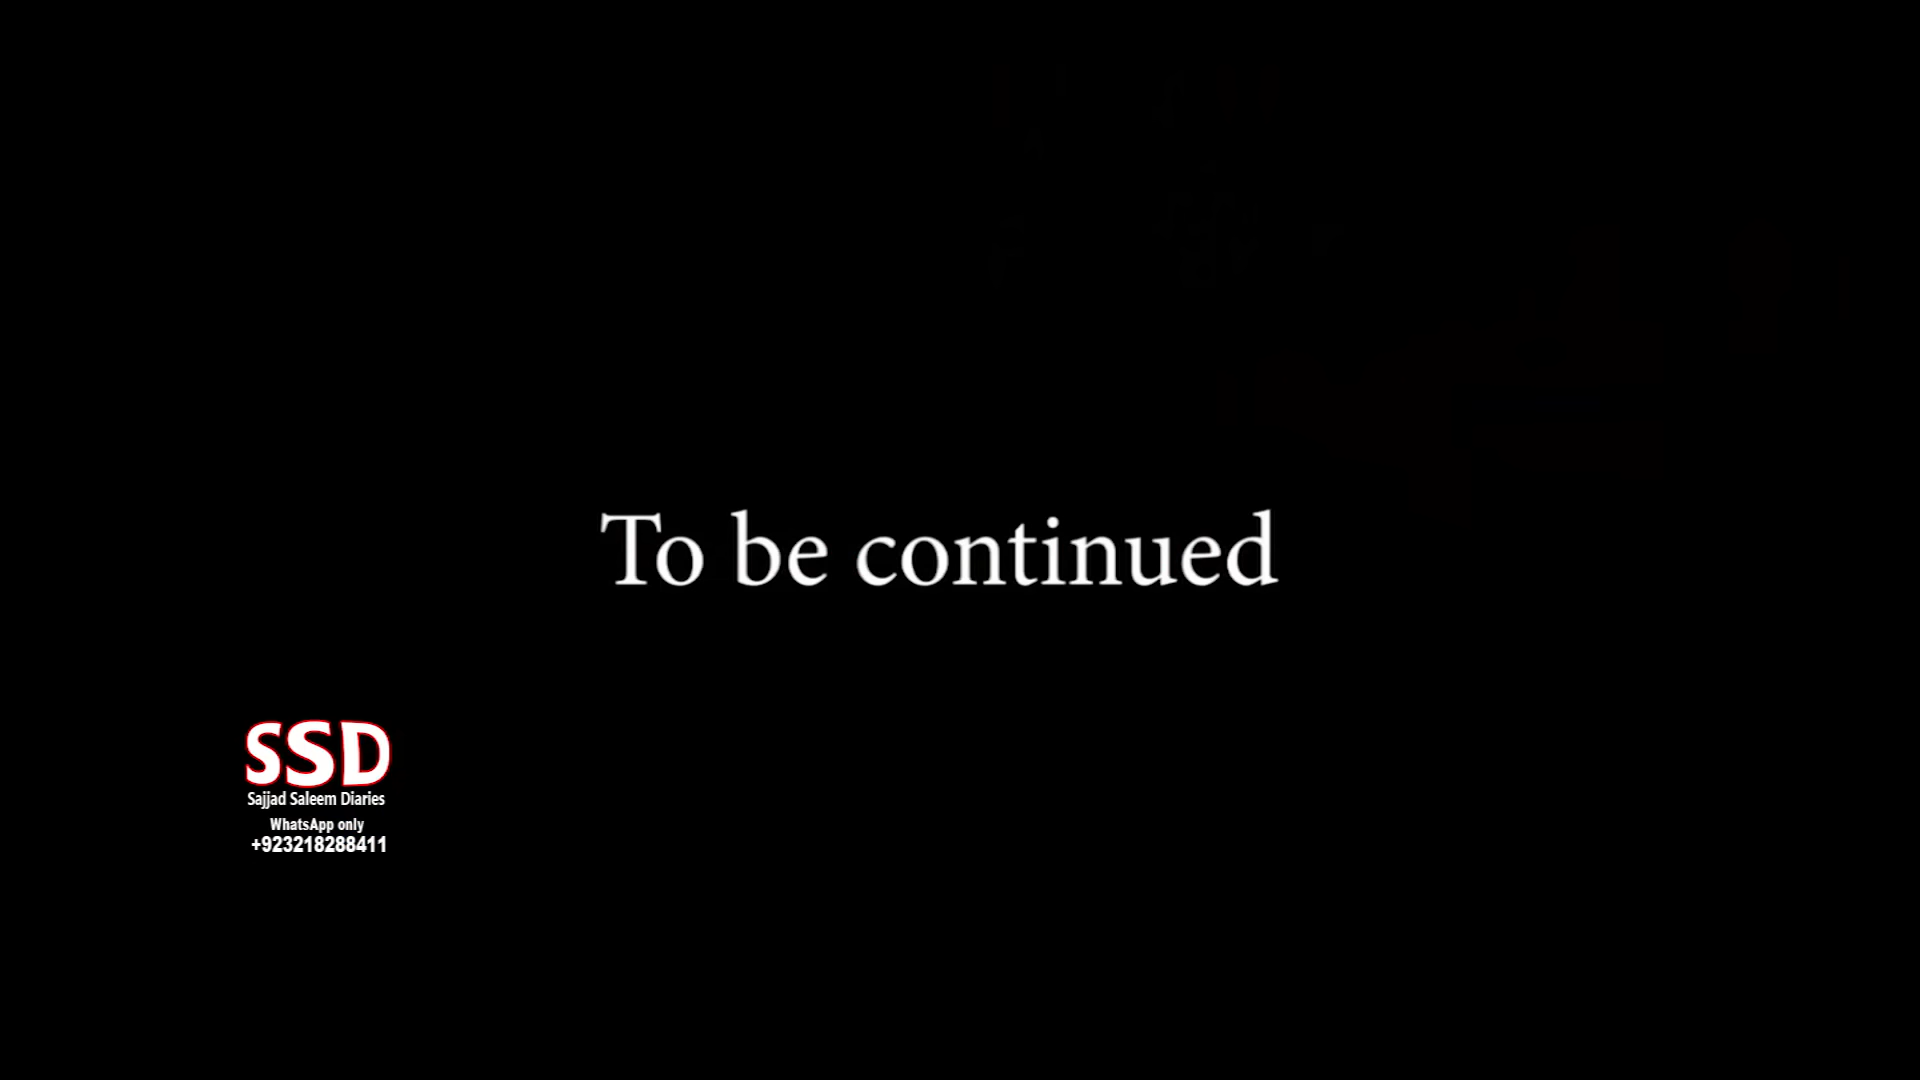 To be continued
SSD
Sajjad Saleem Diaries
WhatsApp only
+923218288411